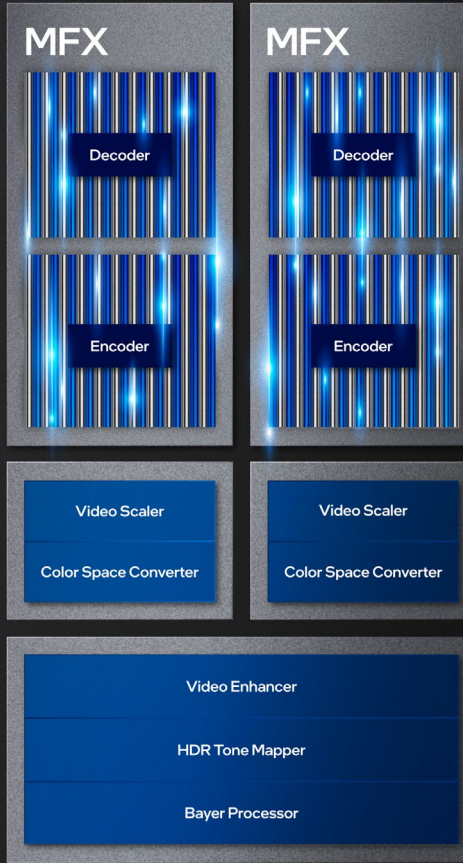 MFX
Decoder
Encoder
MFX
Decoder
Encoder
Video Scaler
Color Space Converter
Video Scaler
Color Space Converter
Video Enhancer
HDR Tone Mapper
Bayer Processor